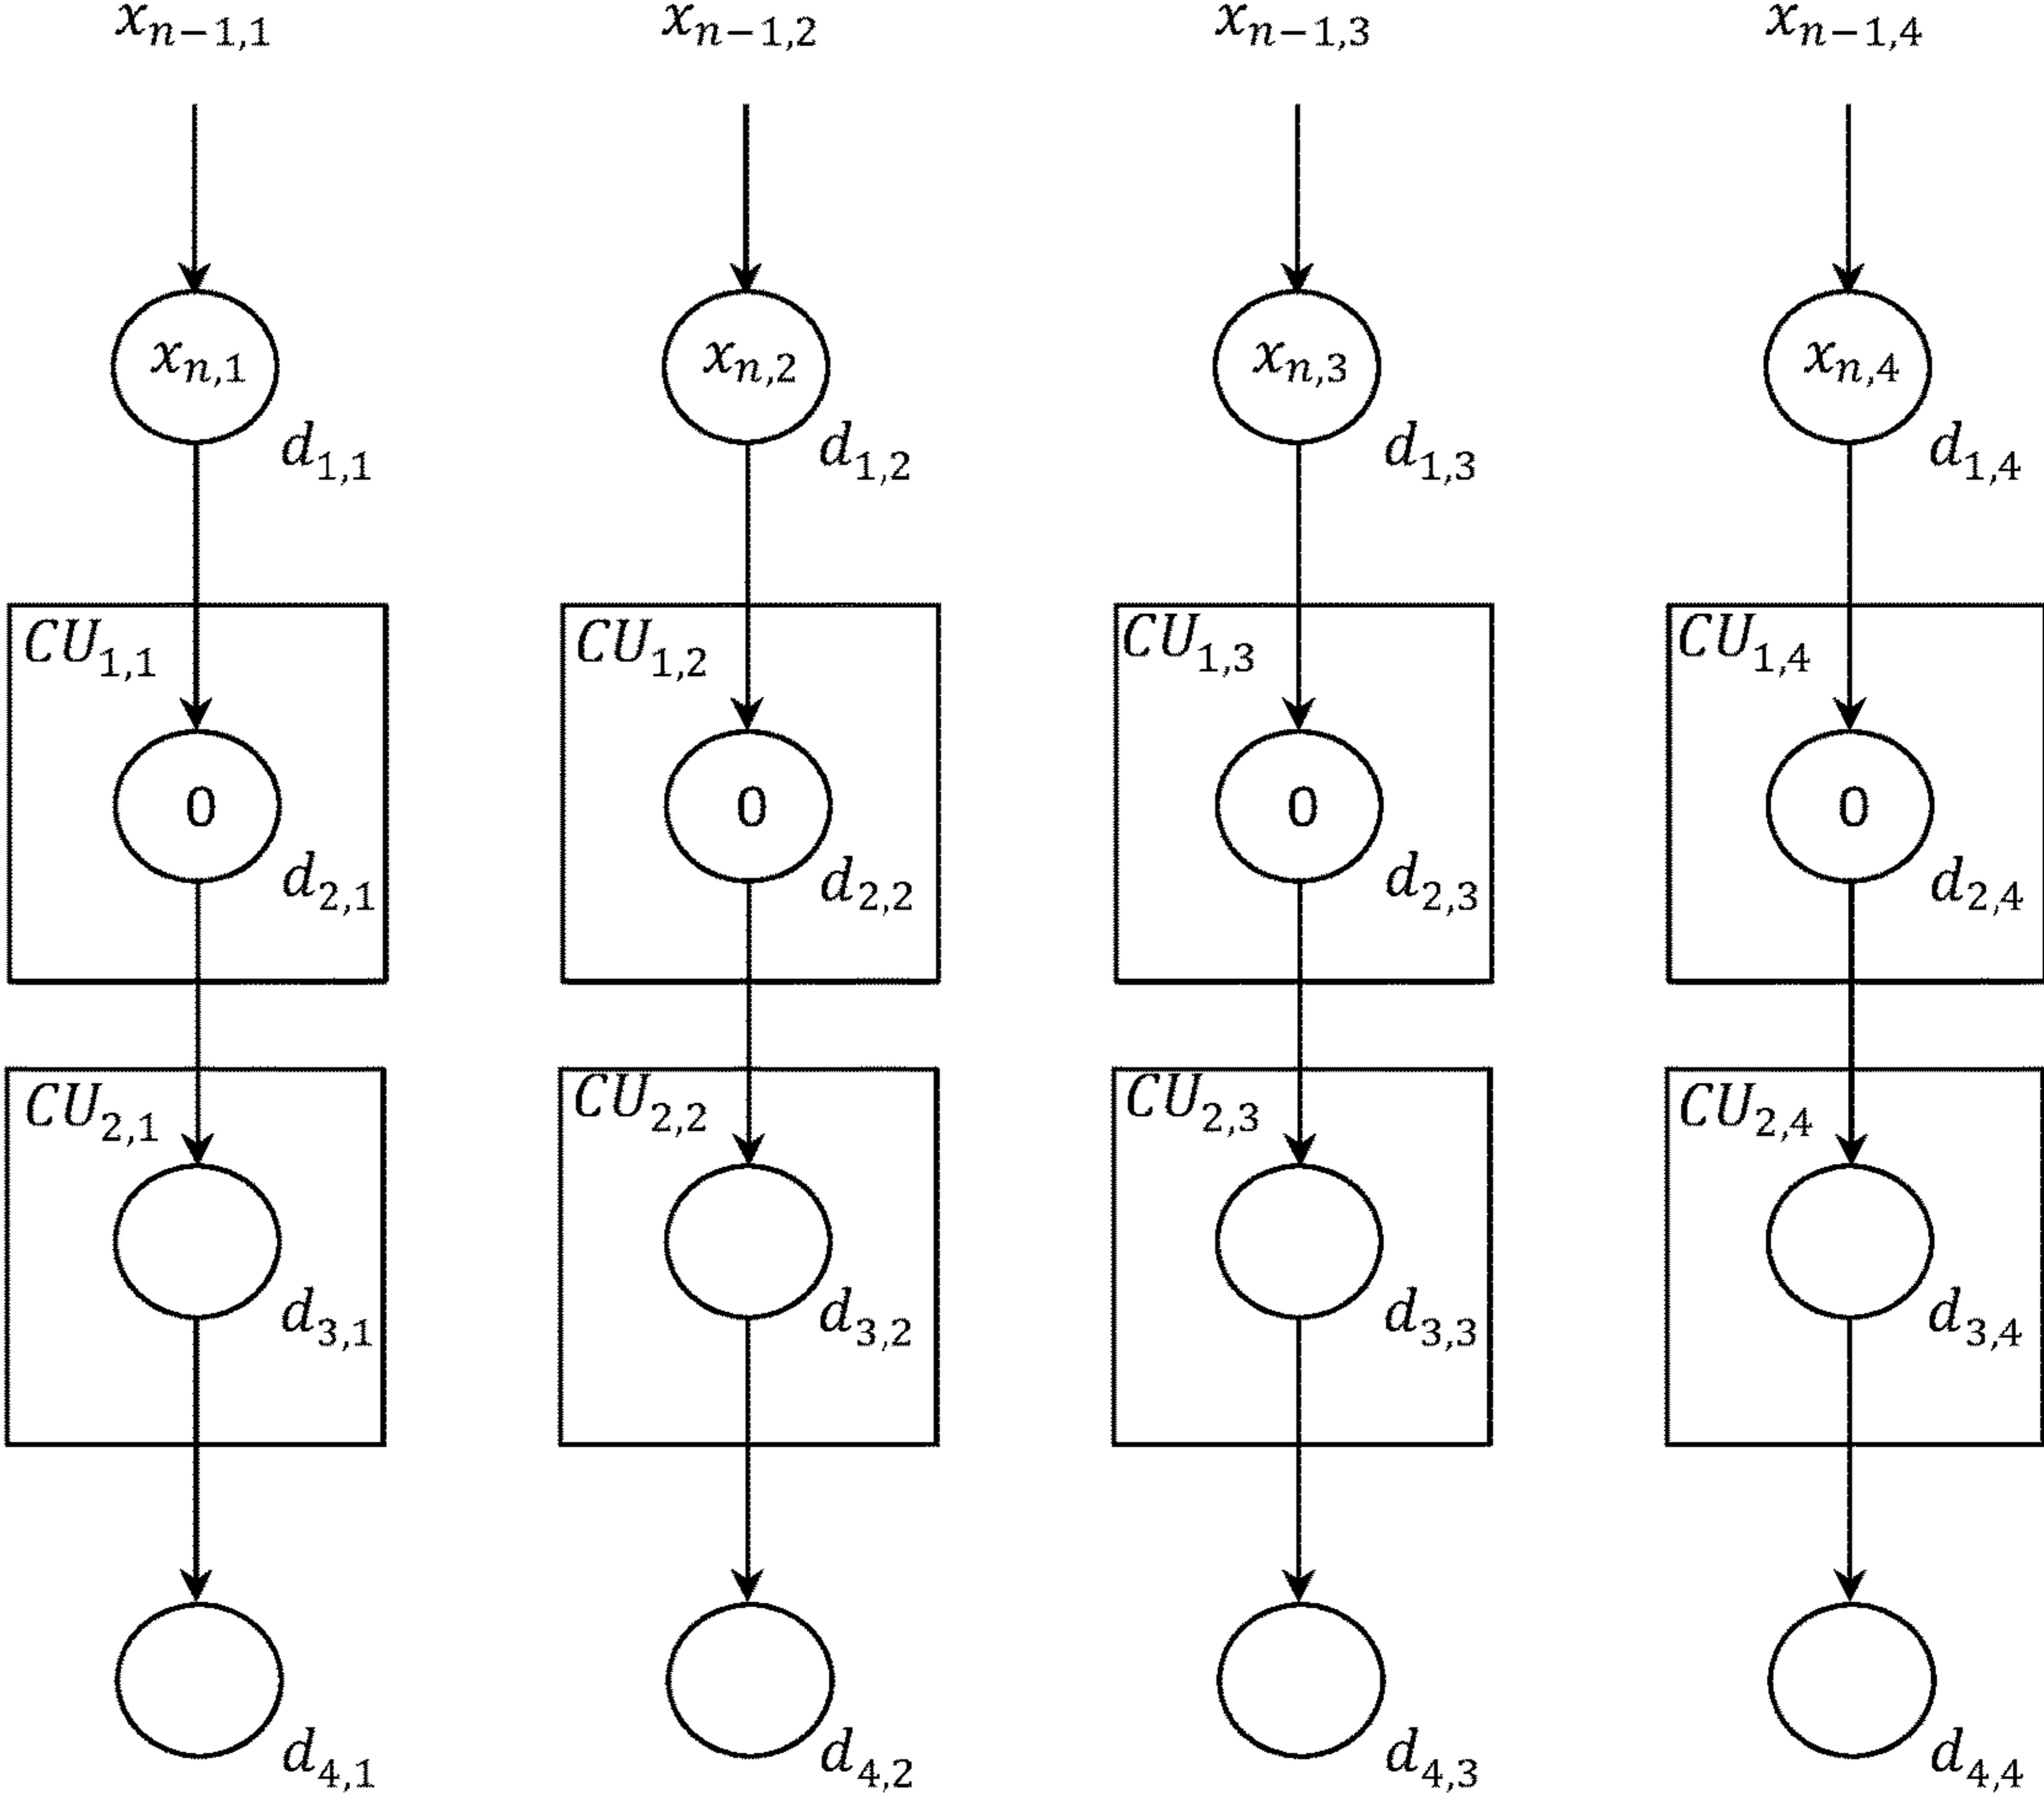 x_{n-1,1} x_{n-1,2} x_{n-1,3} x_{n-1,4}
x_{n,1} x_{n,2} x_{n,3} x_{n,4}
d_{1,1} d_{1,2} d_{1,3} d_{1,4}
CU_{1,1} CU_{1,2} CU_{1,3} CU_{1,4}
0 0 0 0
d_{2,1} d_{2,2} d_{2,3} d_{2,4}
CU_{2,1} CU_{2,2} CU_{2,3} CU_{2,4}
d_{3,1} d_{3,2} d_{3,3} d_{3,4}
d_{4,1} d_{4,2} d_{4,3} d_{4,4}